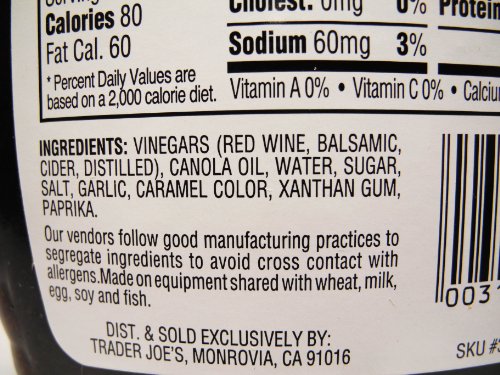 Calories 80
Fat Cal. 60
*Percent Daily Values are
based on a 2,000 calorie diet.
Cholest. 0mg 0% Protein
Sodium 60mg 3%
Vitamin A 0% • Vitamin C 0% •
INGREDIENTS: VINEGARS (RED WINE, BALSAMIC,
CIDER, DISTILLED), CANOLA OIL, WATER, SUGAR,
SALT, GARLIC, CARAMEL COLOR, XANTHAN GUM,
PAPRIKA.
Our vendors follow good manufacturing practices to
segregate ingredients to avoid cross contact with
allergens.Made on equipment shared with wheat, milk,
egg, soy and fish.
DIST. & SOLD EXCLUSIVELY BY:
TRADER JOE'S, MONROVIA, CA 91016
SKU